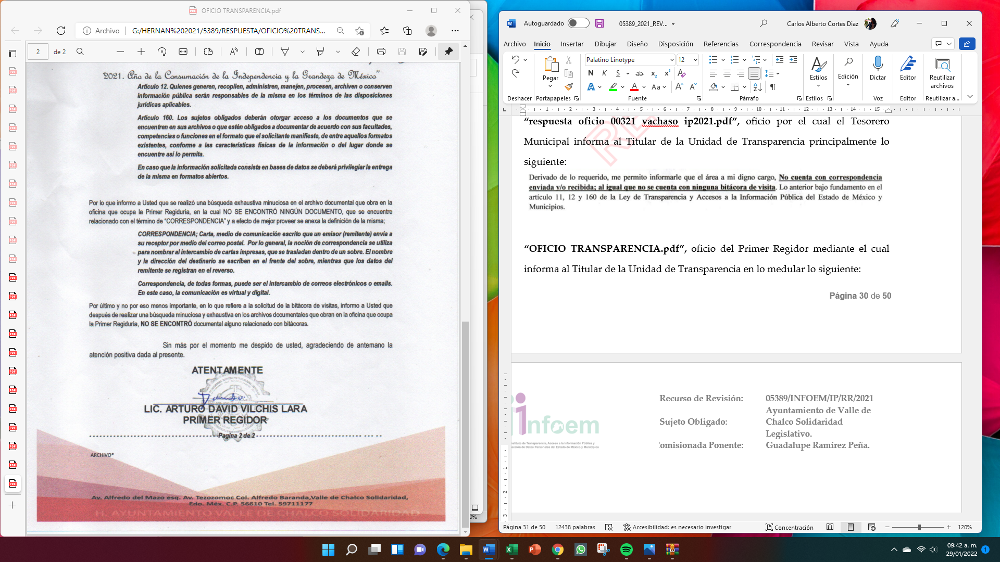 OFICIO TRANSPARENCIA.pdf
Archivo
G:/HERNAN%202021/5389/RESPUESTA/OFICIO%20TRANS...
2 de 2
"2021. Año de la Consumación de la Independencia y la Grandeza de México"
Artículo 12. Quienes generen, recopilen, administren, manejen, procesen, archiven o conserven
información pública serán responsables de la misma en los términos de las disposiciones
jurídicas aplicables.
Artículo 160. Los sujetos obligados deberán otorgar acceso a los documentos que se
encuentren en sus archivos o que estén obligados a documentar de acuerdo con sus facultades,
competencias o funciones en el formato que el solicitante manifieste, de entre aquellos formatos
existentes, conforme a las características físicas de la información o del lugar donde se
encuentre así lo permita.
En caso que la información solicitada consista en bases de datos se deberá privilegiar la entrega
de la misma en formatos abiertos.
Por lo que informo a Usted que se realizó una búsqueda exhaustiva minuciosa en el archivo documental que obra en la
oficina que ocupa la Primer Regiduría, en la cual NO SE ENCONTRÓ NINGÚN DOCUMENTO, que se encuentre
relacionado con el término de "CORRESPONDENCIA" y a efecto de mejor proveer se anexa la definición de la misma;
CORRESPONDENCIA; Carta, medio de comunicación escrito que un emisor (remitente) envía a
su receptor por medio del correo postal. Por lo general, la noción de correspondencia se utiliza
para nombrar al intercambio de cartas impresas, que se trasladan dentro de un sobre. El nombre
y la dirección del destinario se escriben en el frente del sobre, mientras que los datos del
remitente se registran en el reverso.
Correspondencia, de todas formas, puede ser el intercambio de correos electrónicos o emails.
En este caso, la comunicación es virtual y digital.
Por último y no por eso menos importante, en lo que refiere a la solicitud de la bitácora de visitas, informo a Usted que
después de realizar una búsqueda minuciosa y exhaustiva en los archivos documentales que obran en la oficina que ocupa
la Primer Regiduría, NO SE ENCONTRÓ documental alguno relacionado con bitácoras.
Sin más por el momento me despido de usted, agradeciendo de antemano la
atención positiva dada al presente.
ATENTAMENTE
LIC. ARTURO DAVID VILCHIS LARA
PRIMER REGIDOR
Pagina 2 de 2
ARCHIVO*
Av. Alfredo del Mazo esq. Av. Tezozomoc Col. Alfredo Baranda,Valle de Chalco Solidaridad,
Edo. Méx. C.P. 56610 Tel. 59711177
H. AYUNTAMIENTO VALLE DE CHALCO SOLIDARIDAD
0%
Autoguardado
05389_2021_REV...
Carlos Alberto Cortes Diaz
Archivo Inicio Insertar Dibujar Diseño Disposición Referencias Correspondencia Revisar Vista Ayuda
Palatino Linotype 12
Pegar
N K S ab x₂ x²
A A Aa A A
Estilos
Edición
Dictar
Editor
Reutilizar
archivos
Deshacer Portapapeles Fuente Párrafo Estilos Voz Editor Reutilizar a...
1 2 3 4 5 6 7 8 9 10 11 12 13 14 15
RE
"respuesta oficio 00321 vachaso ip2021.pdf", oficio por el cual el Tesorero
Municipal informa al Titular de la Unidad de Transparencia principalmente lo
siguiente:
Derivado de lo requerido, me permito informarle que el área a mi digno cargo, No cuenta con correspondencia
enviada y/o recibida; al igual que no se cuenta con ninguna bitácora de visita. Lo anterior bajo fundamento en el
artículo 11, 12 y 160 de la Ley de Transparencia y Accesos a la Información Pública del Estado de México y
Municipios.
"OFICIO TRANSPARENCIA.pdf", oficio del Primer Regidor mediante el cual
informa al Titular de la Unidad de Transparencia en lo medular lo siguiente:
Página 30 de 50
infoem
nstituto de Transparencia, Acceso a la Información Pública y
cción de Datos Personales del Estado de México y Municipios
Recurso de Revisión: 05389/INFOEM/IP/RR/2021
Sujeto Obligado: Ayuntamiento de Valle de
Chalco Solidaridad
Legislativo.
omisionada Ponente: Guadalupe Ramírez Peña.
1
2
3
Página 31 de 50 12438 palabras Accesibilidad: es necesario investigar Concentración 120%
09:42 a. m.
29/01/2022
1